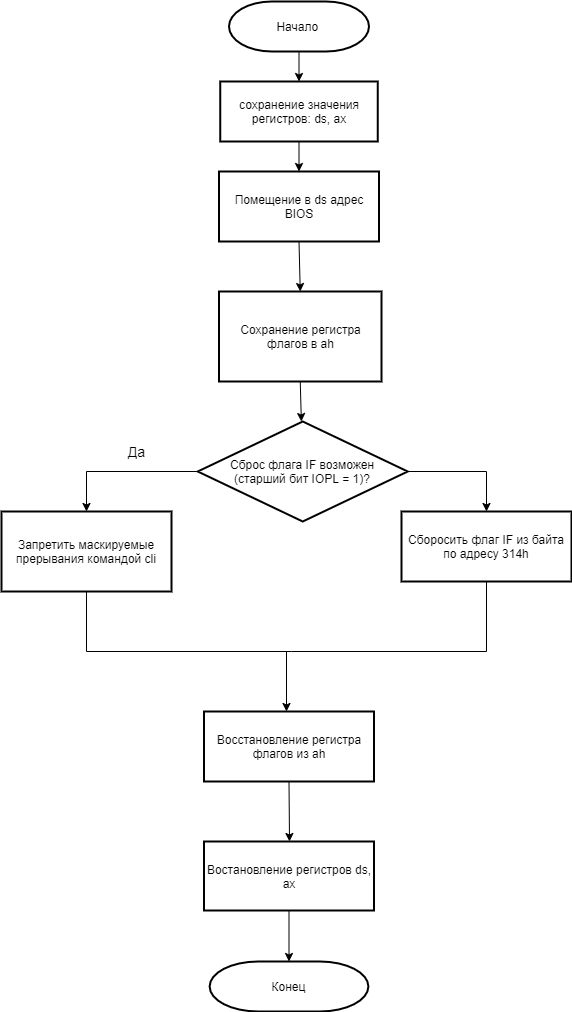 Начало
сохранение значения
регистров: ds, ax
Помещение в ds адрес
BIOS
Сохранение регистра
флагов в ah
Да
Сброс флага IF возможен
(старший бит IOPL = 1)?
Запретить маскируемые
прерывания командой cli
Сборосить флаг IF из байта
по адресу 314h
Восстановление регистра
флагов из ah
Востановление регистров ds,
ax
Конец